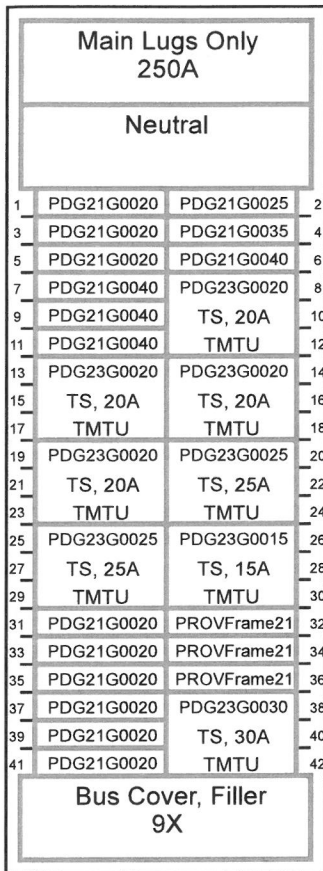 Main Lugs Only
250A
Neutral
1 PDG21G0020 PDG21G0025 2
3 PDG21G0020 PDG21G0035 4
5 PDG21G0020 PDG21G0040 6
7 PDG21G0040 PDG23G0020 8
9 PDG21G0040 TS, 20A 10
11 PDG21G0040 TMTU 12
13 PDG23G0020 PDG23G0020 14
15 TS, 20A TS, 20A 16
17 TMTU TMTU 18
19 PDG23G0020 PDG23G0025 20
21 TS, 20A TS, 25A 22
23 TMTU TMTU 24
25 PDG23G0025 PDG23G0015 26
27 TS, 25A TS, 15A 28
29 TMTU TMTU 30
31 PDG21G0020 PROVFrame21 32
33 PDG21G0020 PROVFrame21 34
35 PDG21G0020 PROVFrame21 36
37 PDG21G0020 PDG23G0030 38
39 PDG21G0020 TS, 30A 40
41 PDG21G0020 TMTU 42
Bus Cover, Filler
9X